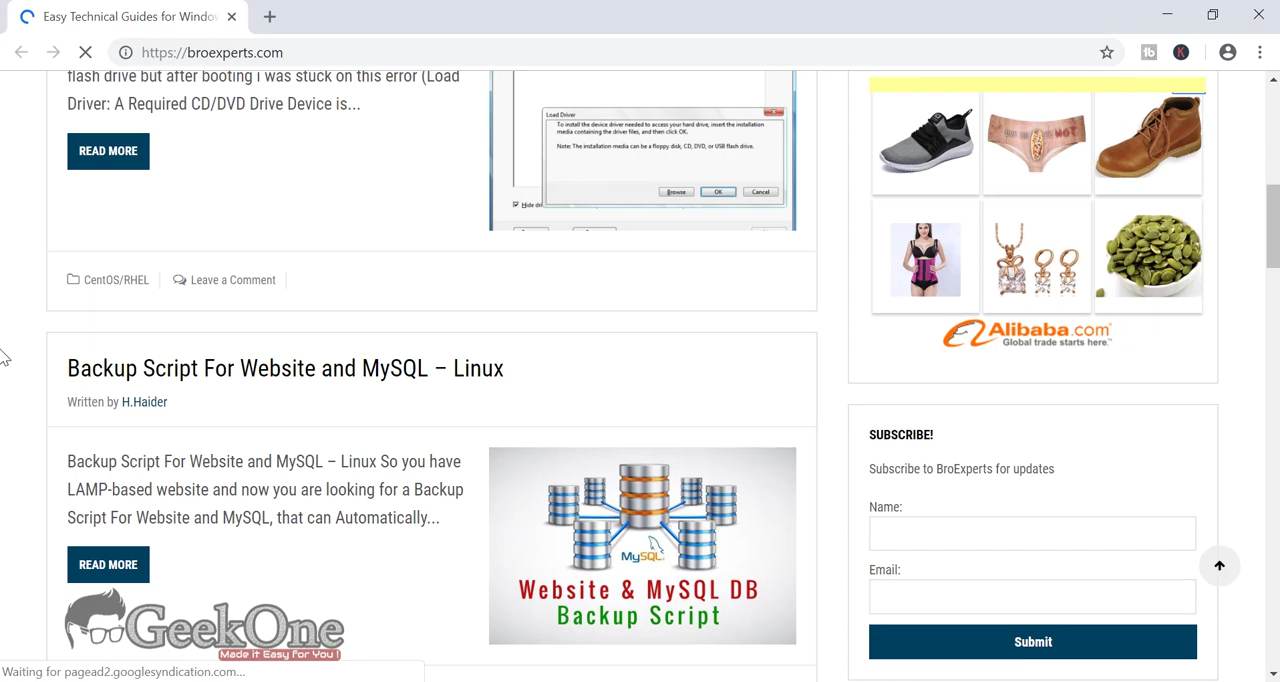 Easy Technical Guides for Windo
https://broexperts.com
flash drive but after booting i was stuck on this error (Load
Driver: A Required CD/DVD Drive Device is...
READ MORE
Load Driver
To install the device driver needed to access your hard drive, insert the installation
media containing the driver files, and then click OK.
Note: The installation media can be a floppy disk, CD, DVD, or USB flash drive.
Browse
OK
Cancel
Hide dri
CentOS/RHEL
Leave a Comment
Backup Script For Website and MySQL – Linux
Written by H.Haider
Backup Script For Website and MySQL – Linux So you have
LAMP-based website and now you are looking for a Backup
Script For Website and MySQL, that can Automatically...
READ MORE
MySQL
Website & MySQL DB
Backup Script
GeekOne
Made it Easy for You !
Waiting for pagead2.googlesyndication.com...
Alibaba.com
Global trade starts here.™
SUBSCRIBE!
Subscribe to BroExperts for updates
Name:
Email:
Submit